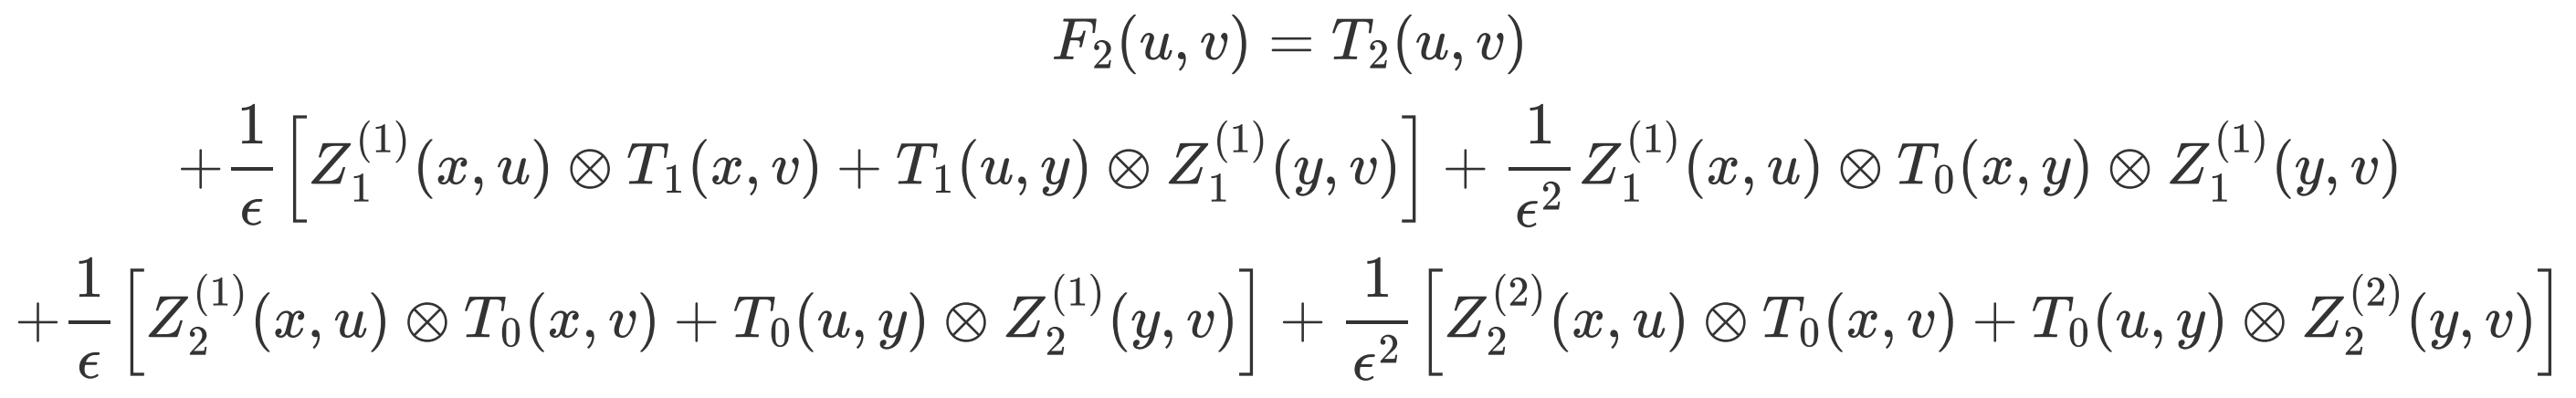 F_2(u, v) = T_2(u, v)
+ \frac{1}{\epsilon} \left[ Z_1^{(1)}(x, u) \otimes T_1(x, v) + T_1(u, y) \otimes Z_1^{(1)}(y, v) \right] + \frac{1}{\epsilon^2} Z_1^{(1)}(x, u) \otimes T_0(x, y) \otimes Z_1^{(1)}(y, v)
+ \frac{1}{\epsilon} \left[ Z_2^{(1)}(x, u) \otimes T_0(x, v) + T_0(u, y) \otimes Z_2^{(1)}(y, v) \right] + \frac{1}{\epsilon^2} \left[ Z_2^{(2)}(x, u) \otimes T_0(x, v) + T_0(u, y) \otimes Z_2^{(2)}(y, v) \right]